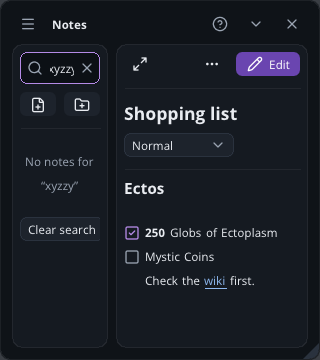 Notes
xyzzy
No notes for
“xyzzy”
Clear search
Edit
Shopping list
Normal
Ectos
250 Globs of Ectoplasm
Mystic Coins
Check the wiki first.